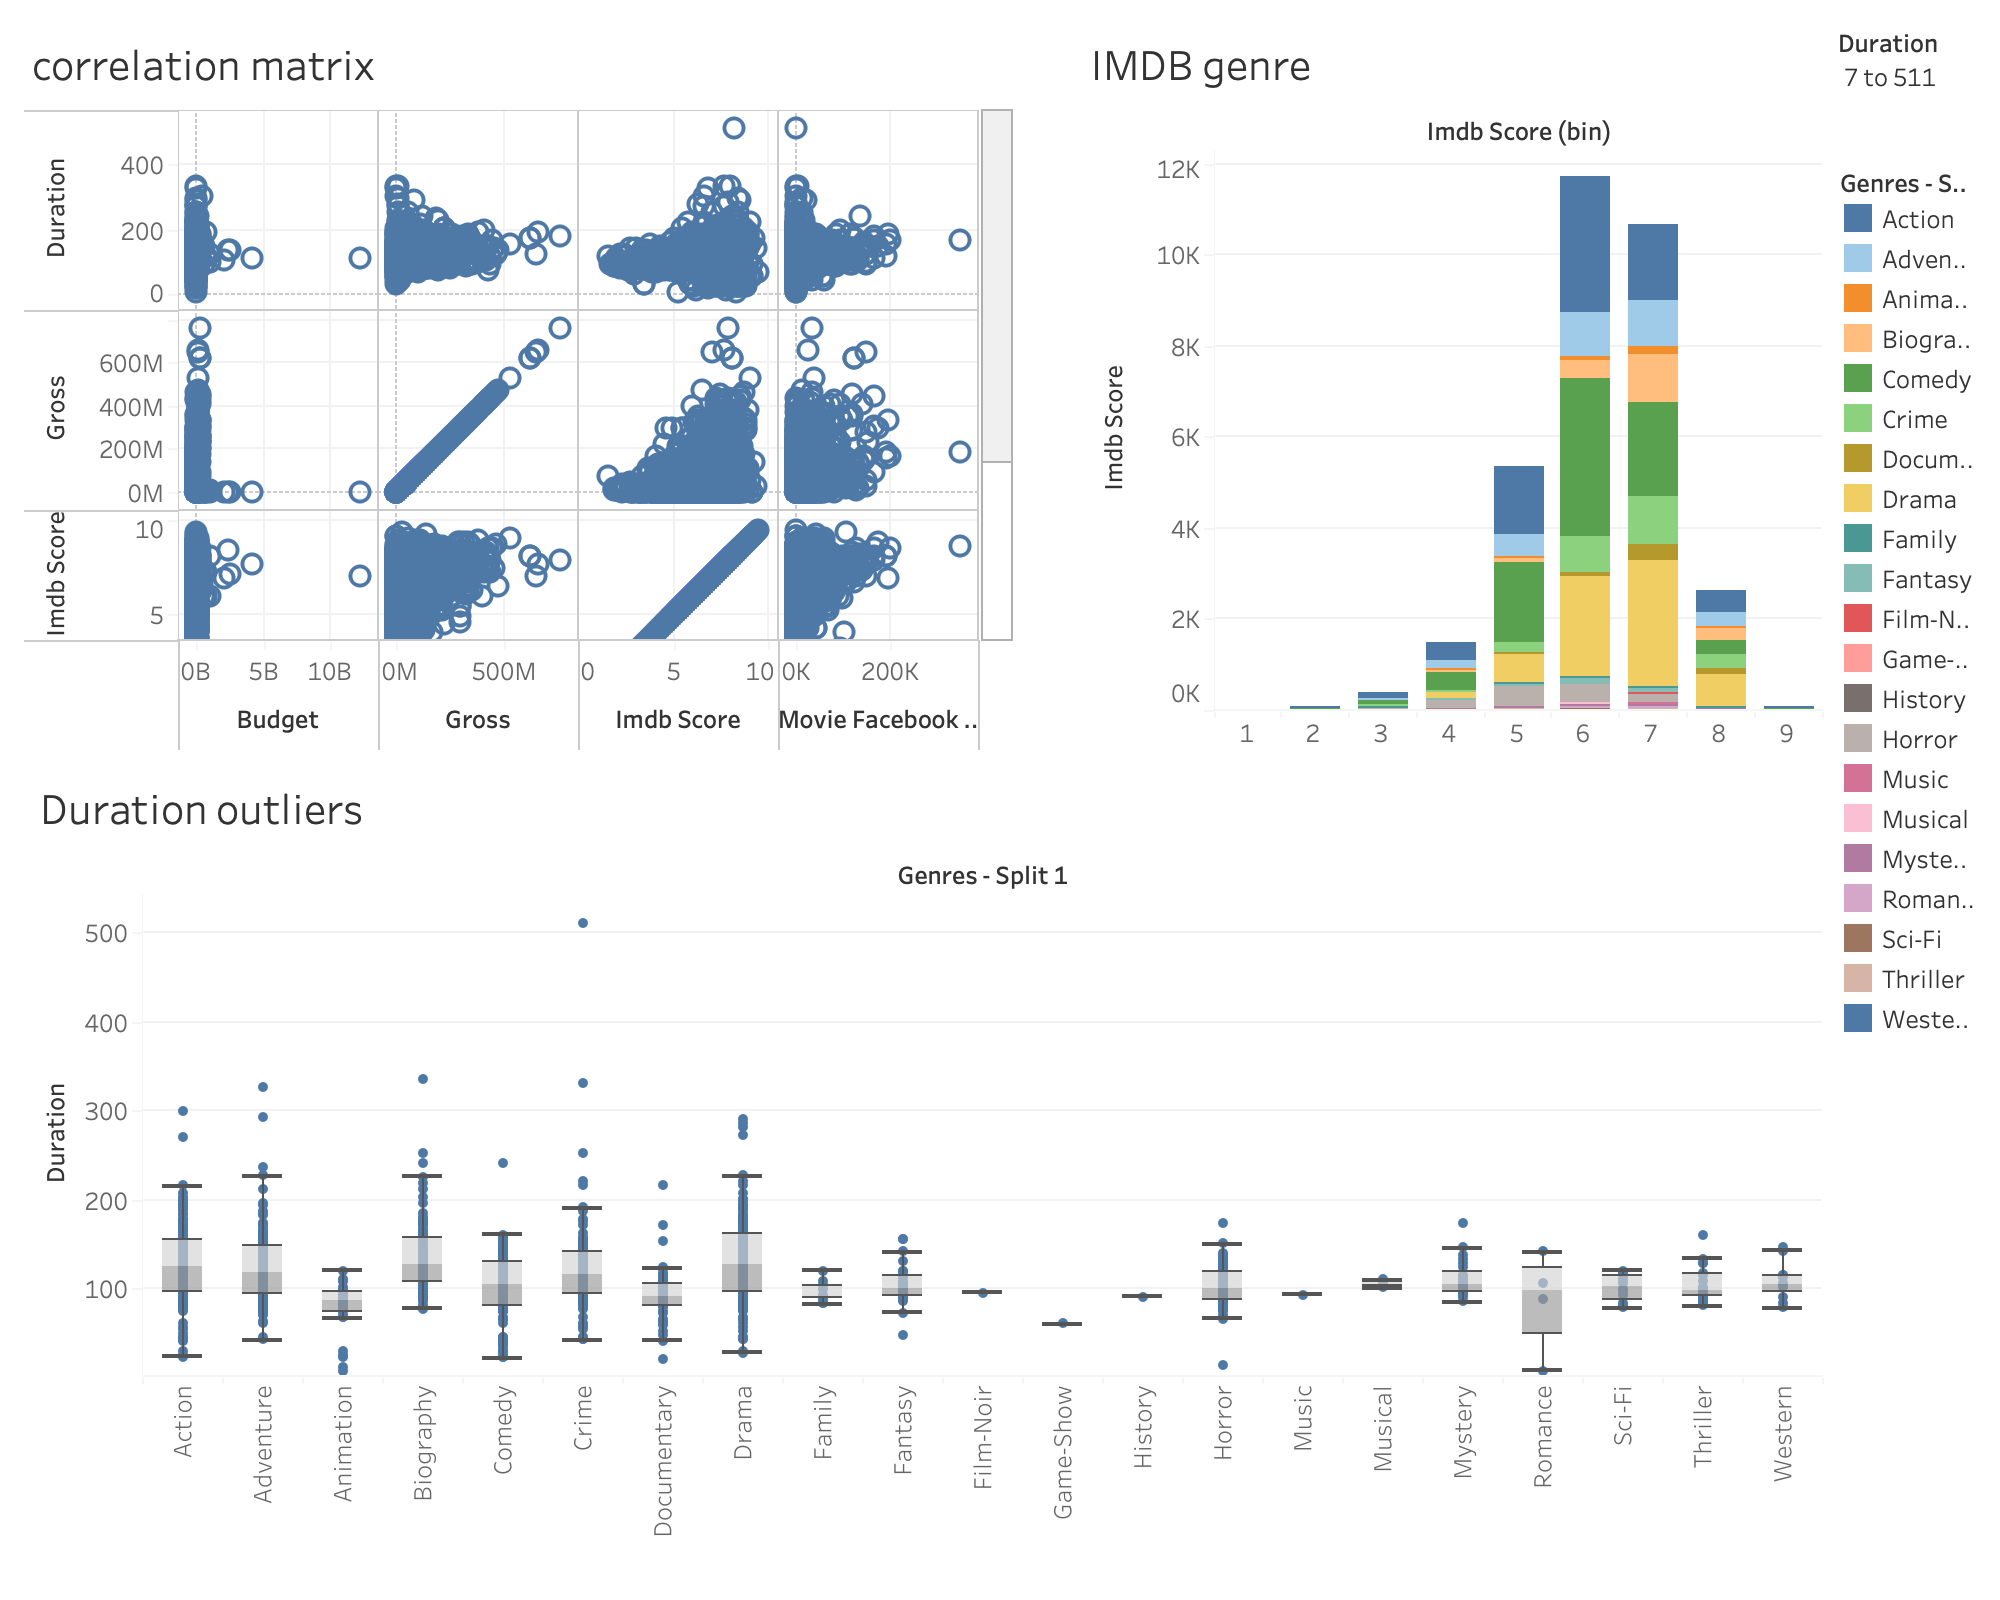 correlation matrix
Duration
400
200
0
Gross
600M
400M
200M
0M
Imdb Score
10
5
0B 5B 10B 0M 500M 0 5 10 0K 200K
Budget Gross Imdb Score Movie Facebook ..
IMDB genre
Imdb Score (bin)
Imdb Score
12K
10K
8K
6K
4K
2K
0K
1 2 3 4 5 6 7 8 9
Duration
7 to 511
Genres - S..
Action
Adven..
Anima..
Biogra..
Comedy
Crime
Docum..
Drama
Family
Fantasy
Film-N..
Game-..
History
Horror
Music
Musical
Myste..
Roman..
Sci-Fi
Thriller
Weste..
Duration outliers
Genres - Split 1
Duration
500
400
300
200
100
Action
Adventure
Animation
Biography
Comedy
Crime
Documentary
Drama
Family
Fantasy
Film-Noir
Game-Show
History
Horror
Music
Musical
Mystery
Romance
Sci-Fi
Thriller
Western